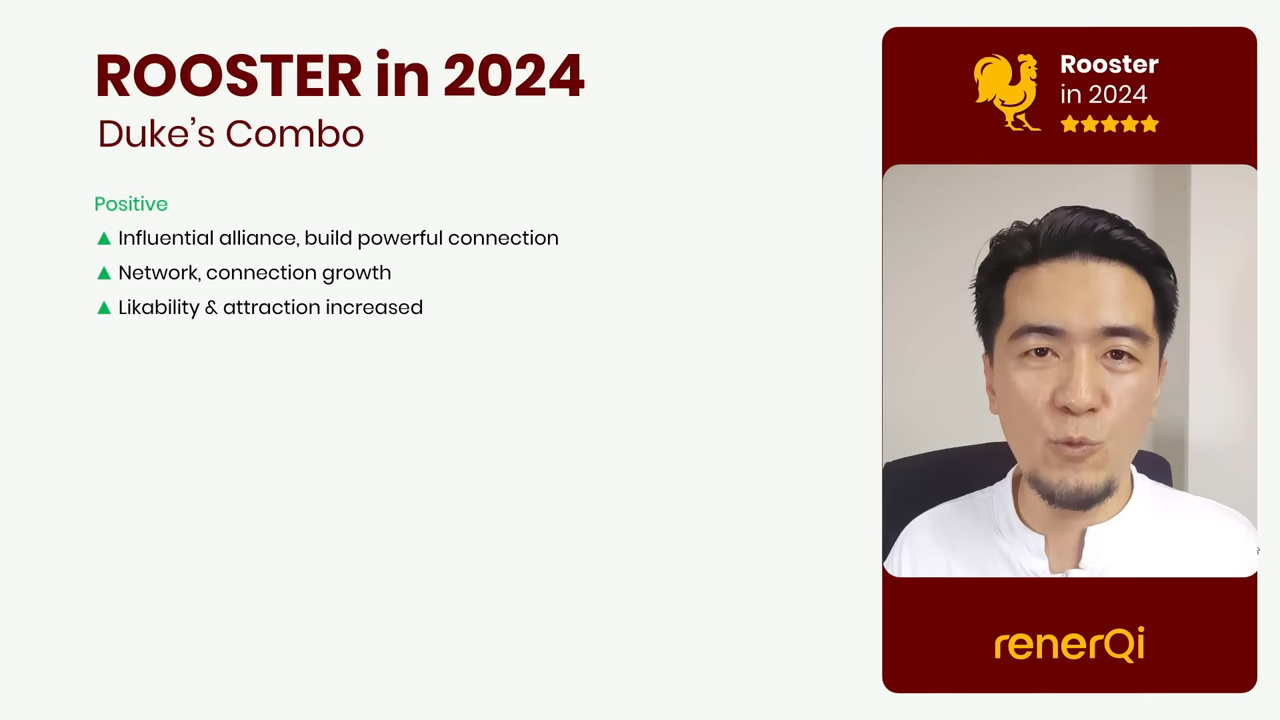 ROOSTER in 2024
Duke's Combo
Positive
▲ Influential alliance, build powerful connection
▲ Network, connection growth
▲ Likability & attraction increased
Rooster
in 2024
★★★★★
renerQi